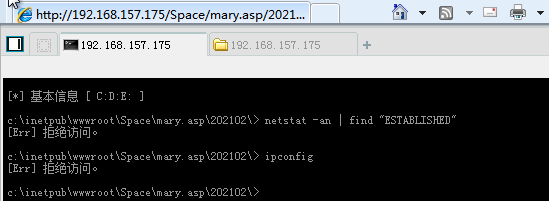 http://192.168.157.175/Space/mary.asp/2021...
192.168.157.175
192.168.157.175
[*] 基本信息 [ C:D:E: ]
c:\inetpub\wwwroot\Space\mary.asp\202102\> netstat -an | find "ESTABLISHED"
[Err] 拒绝访问。
c:\inetpub\wwwroot\Space\mary.asp\202102\> ipconfig
[Err] 拒绝访问。
c:\inetpub\wwwroot\Space\mary.asp\202102\>